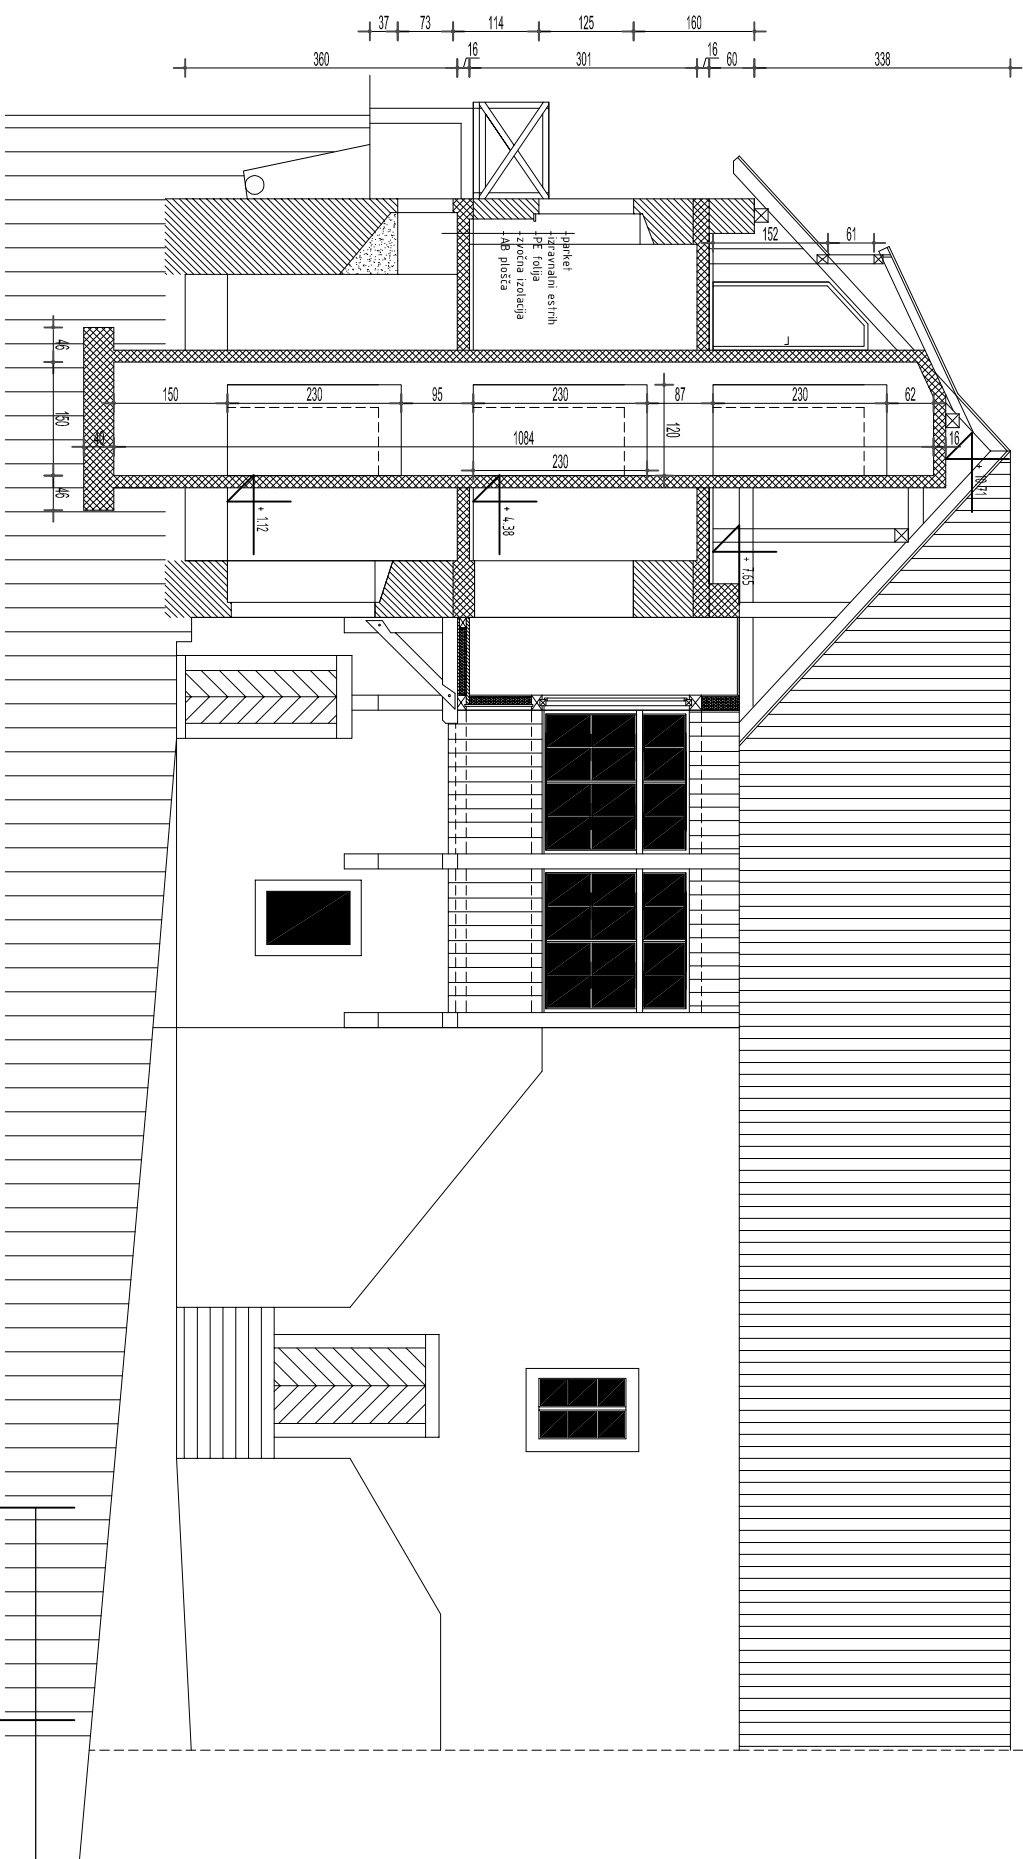 37 73 114 125 160
360 16 301 16 60 338
-parket
-izravnalni estrih
-PE folija
-zvočna izolacija
-AB plošča
152 61
46 150 46
150 230 95 230 87 230 62
120
40 1084 16
230
+ 1.12
+ 4.38
+ 7.65